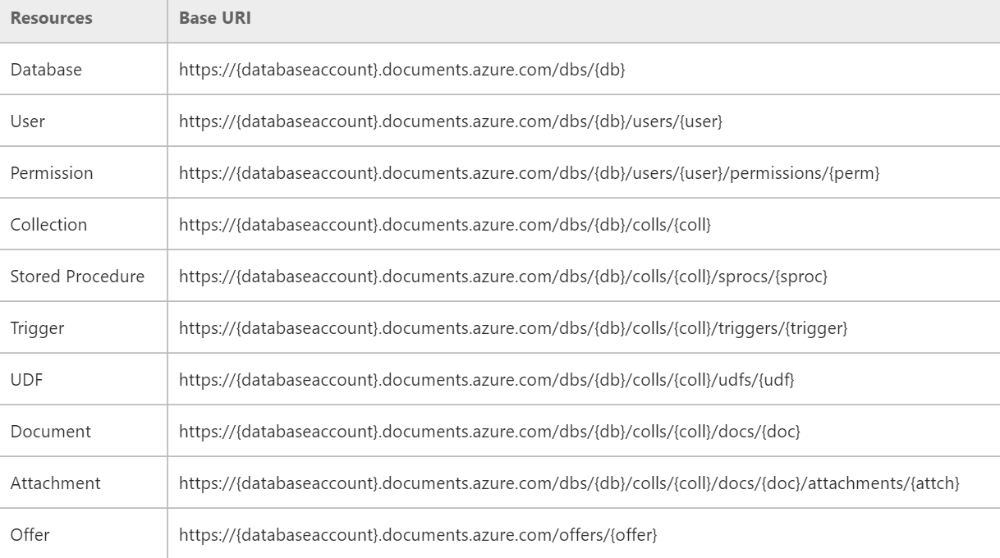 Resources Base URI
Database https://{databaseaccount}.documents.azure.com/dbs/{db}
User https://{databaseaccount}.documents.azure.com/dbs/{db}/users/{user}
Permission https://{databaseaccount}.documents.azure.com/dbs/{db}/users/{user}/permissions/{perm}
Collection https://{databaseaccount}.documents.azure.com/dbs/{db}/colls/{coll}
Stored Procedure https://{databaseaccount}.documents.azure.com/dbs/{db}/colls/{coll}/sprocs/{sproc}
Trigger https://{databaseaccount}.documents.azure.com/dbs/{db}/colls/{coll}/triggers/{trigger}
UDF https://{databaseaccount}.documents.azure.com/dbs/{db}/colls/{coll}/udfs/{udf}
Document https://{databaseaccount}.documents.azure.com/dbs/{db}/colls/{coll}/docs/{doc}
Attachment https://{databaseaccount}.documents.azure.com/dbs/{db}/colls/{coll}/docs/{doc}/attachments/{attch}
Offer https://{databaseaccount}.documents.azure.com/offers/{offer}